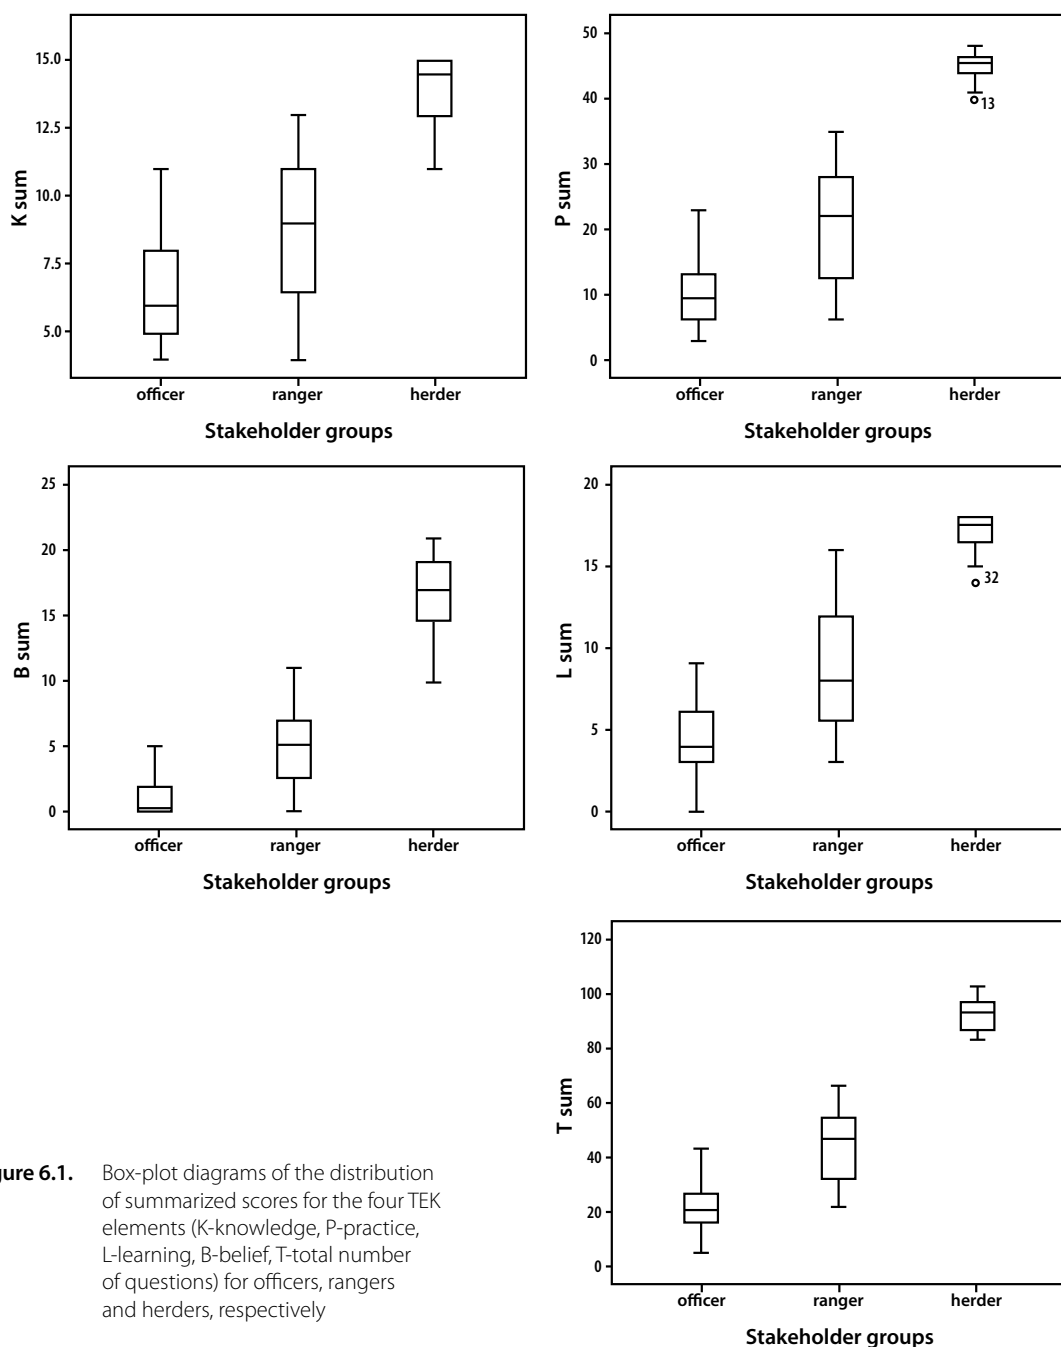 K sum
15.0
12.5
10.0
7.5
5.0
officer ranger herder
Stakeholder groups
P sum
50
40
30
20
10
0
13
officer ranger herder
Stakeholder groups
B sum
25
20
15
10
5
0
officer ranger herder
Stakeholder groups
L sum
20
15
10
5
0
32
officer ranger herder
Stakeholder groups
T sum
120
100
80
60
40
20
0
officer ranger herder
Stakeholder groups
gure 6.1. Box-plot diagrams of the distribution
of summarized scores for the four TEK
elements (K-knowledge, P-practice,
L-learning, B-belief, T-total number
of questions) for officers, rangers
and herders, respectively